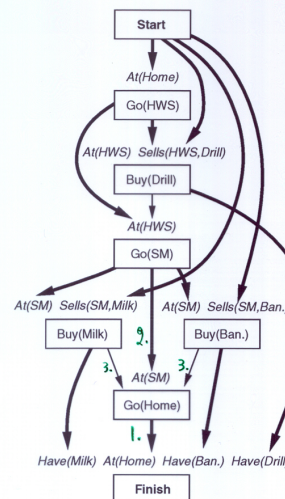 Start
At(Home)
Go(HWS)
At(HWS) Sells(HWS,Drill)
Buy(Drill)
At(HWS)
Go(SM)
At(SM) Sells(SM,Milk) At(SM) Sells(SM,Ban.)
Buy(Milk) 2. Buy(Ban.)
3. 3.
At(SM)
Go(Home)
1.
Have(Milk) At(Home) Have(Ban.) Have(Drill
Finish